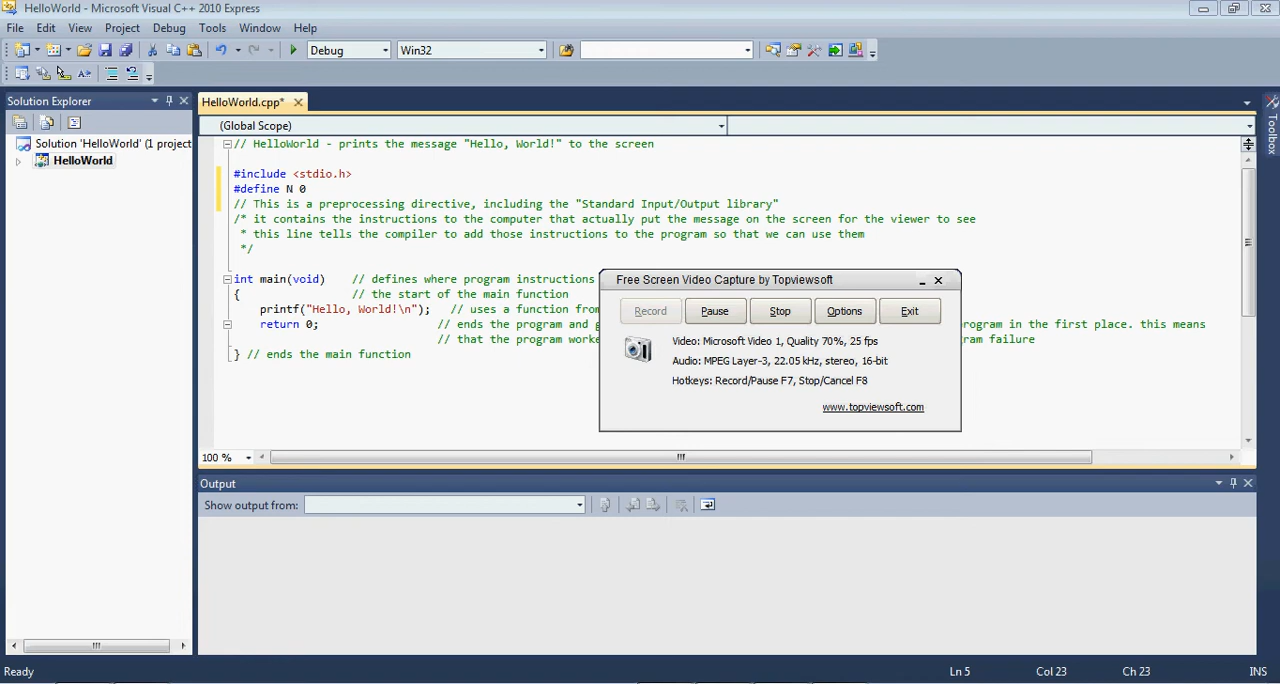 HelloWorld - Microsoft Visual C++ 2010 Express
File Edit View Project Debug Tools Window Help
Debug Win32
Solution Explorer
HelloWorld.cpp*
(Global Scope)
Solution 'HelloWorld' (1 project
HelloWorld
// HelloWorld - prints the message "Hello, World!" to the screen
#include <stdio.h>
#define N 0
// This is a preprocessing directive, including the "Standard Input/Output library"
/* it contains the instructions to the computer that actually put the message on the screen for the viewer to see
* this line tells the compiler to add those instructions to the program so that we can use them
*/
int main(void) // defines where program instructions
{ // the start of the main function
printf("Hello, World!\n"); // uses a function from
return 0; // ends the program and g rogram in the first place. this means
// that the program worke ram failure
} // ends the main function
Free Screen Video Capture by Topviewsoft
Record Pause Stop Options Exit
Video: Microsoft Video 1, Quality 70%, 25 fps
Audio: MPEG Layer-3, 22.05 kHz, stereo, 16-bit
Hotkeys: Record/Pause F7, Stop/Cancel F8
www.topviewsoft.com
Toolbox
100 %
Output
Show output from:
Ready Ln 5 Col 23 Ch 23 INS